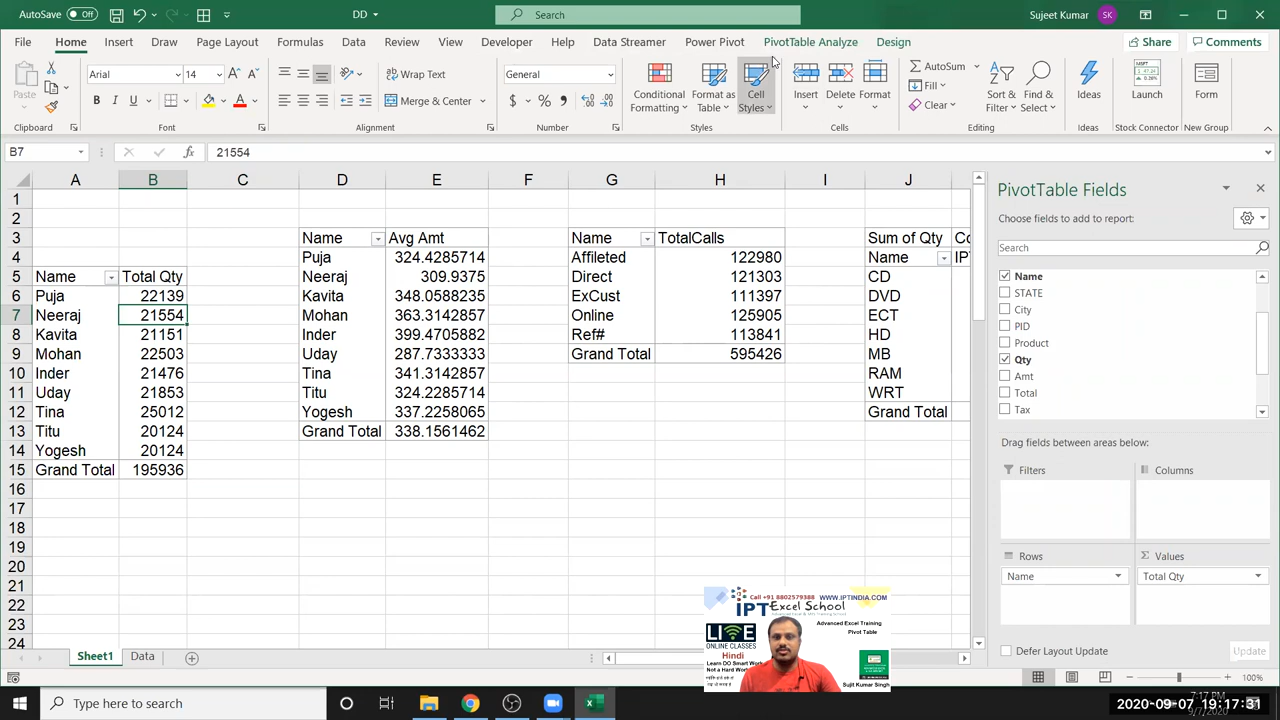 AutoSave Off DD Search Sujeet Kumar SK
File Home Insert Draw Page Layout Formulas Data Review View Developer Help Data Streamer Power Pivot PivotTable Analyze Design Share Comments
Paste Arial 14 Wrap Text General Conditional Formatting Format as Table Cell Styles Insert Delete Format AutoSum Sort & Filter Find & Select Ideas Launch Form
B I U Merge & Center $ % Fill Clear
Clipboard Font Alignment Number Styles Cells Editing Ideas Stock Connector New Group
B7 fx 21554
A B C D E F G H I J
1
2
3 Name Avg Amt Name TotalCalls Sum of Qty Co
4 Puja 324.4285714 Affileted 122980 Name IP
5 Name Total Qty Neeraj 309.9375 Direct 121303 CD
6 Puja 22139 Kavita 348.0588235 ExCust 111397 DVD
7 Neeraj 21554 Mohan 363.3142857 Online 125905 ECT
8 Kavita 21151 Inder 399.4705882 Ref# 113841 HD
9 Mohan 22503 Uday 287.7333333 Grand Total 595426 MB
10 Inder 21476 Tina 341.3142857 RAM
11 Uday 21853 Titu 324.2285714 WRT
12 Tina 25012 Yogesh 337.2258065 Grand Total
13 Titu 20124 Grand Total 338.1561462
14 Yogesh 20124
15 Grand Total 195936
16
17
18
19
20
21
22
23
24
PivotTable Fields
Choose fields to add to report:
Search
Name
STATE
City
PID
Product
Qty
Amt
Total
Tax
Drag fields between areas below:
Filters Columns
Rows Values
Name Total Qty
Defer Layout Update Update
Call +91 8802579388 WWW.IPTINDIA.COM
IPT Excel School
LIVE
ONLINE CLASSES
Hindi
Learn DO Smart Work
Not a Hard Work
Advanced Excel Training
Pivot Table
Sujit Kumar Singh
Sheet1 Data
100%
Type here to search
7:17 PM
9/7/2020
2020-09-07 19:17:31